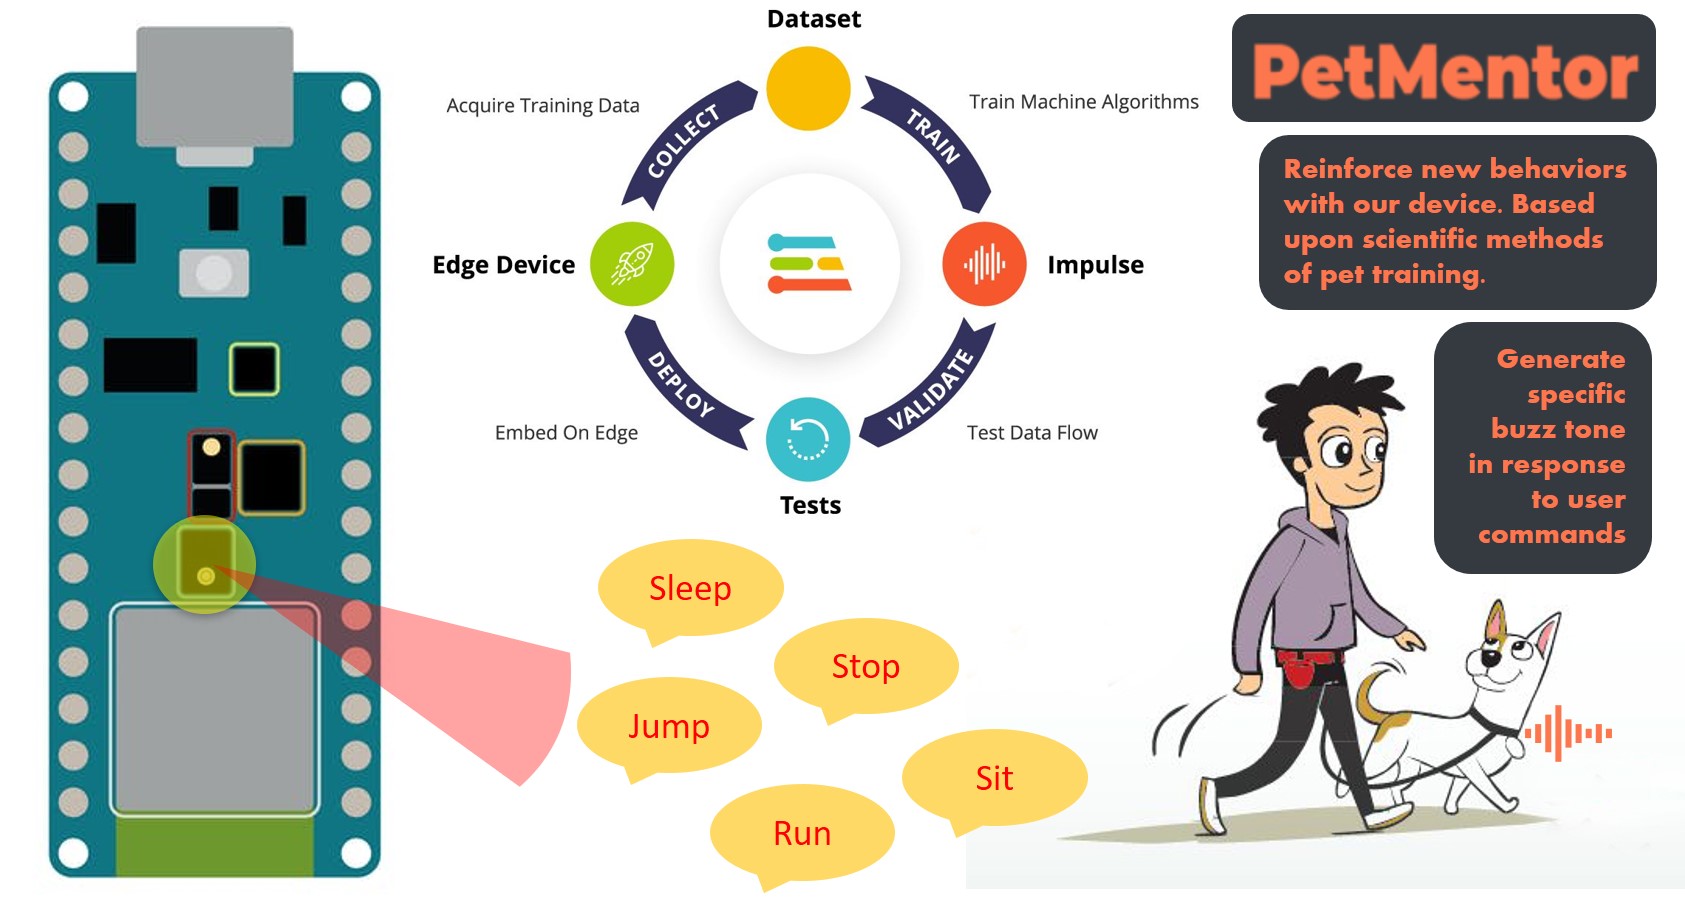 Dataset
Acquire Training Data
COLLECT
TRAIN
Train Machine Algorithms
Edge Device
Impulse
DEPLOY
VALIDATE
Embed On Edge
Test Data Flow
Tests
PetMentor
Reinforce new behaviors
with our device. Based
upon scientific methods
of pet training.
Generate
specific
buzz tone
in response
to user
commands
Sleep
Stop
Jump
Sit
Run